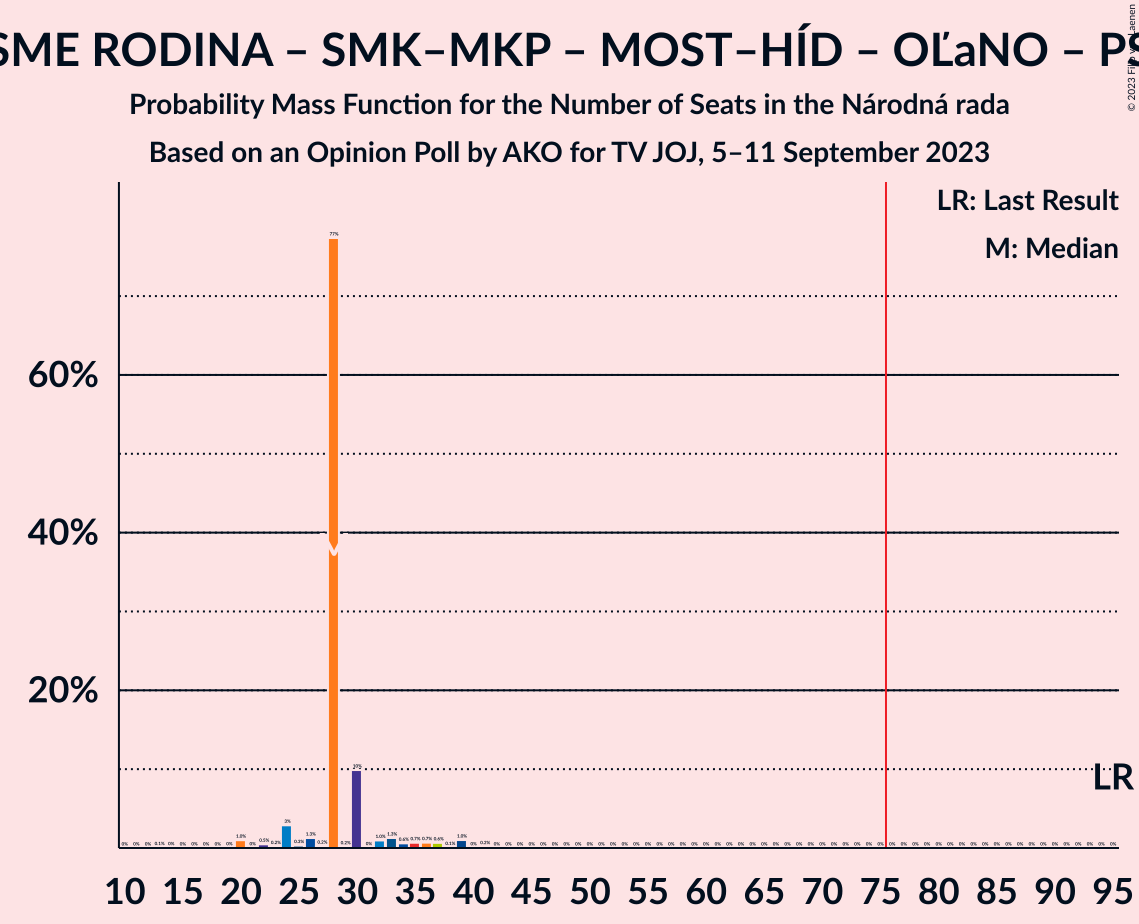 SME RODINA – SMK–MKP – MOST–HÍD – OĽaNO – PS
Probability Mass Function for the Number of Seats in the Národná rada
Based on an Opinion Poll by AKO for TV JOJ, 5–11 September 2023
© 2023 Filip van Laenen
LR: Last Result
M: Median
77%
60%
40%
20%
10%
LR
10 15 20 25 30 35 40 45 50 55 60 65 70 75 80 85 90 95